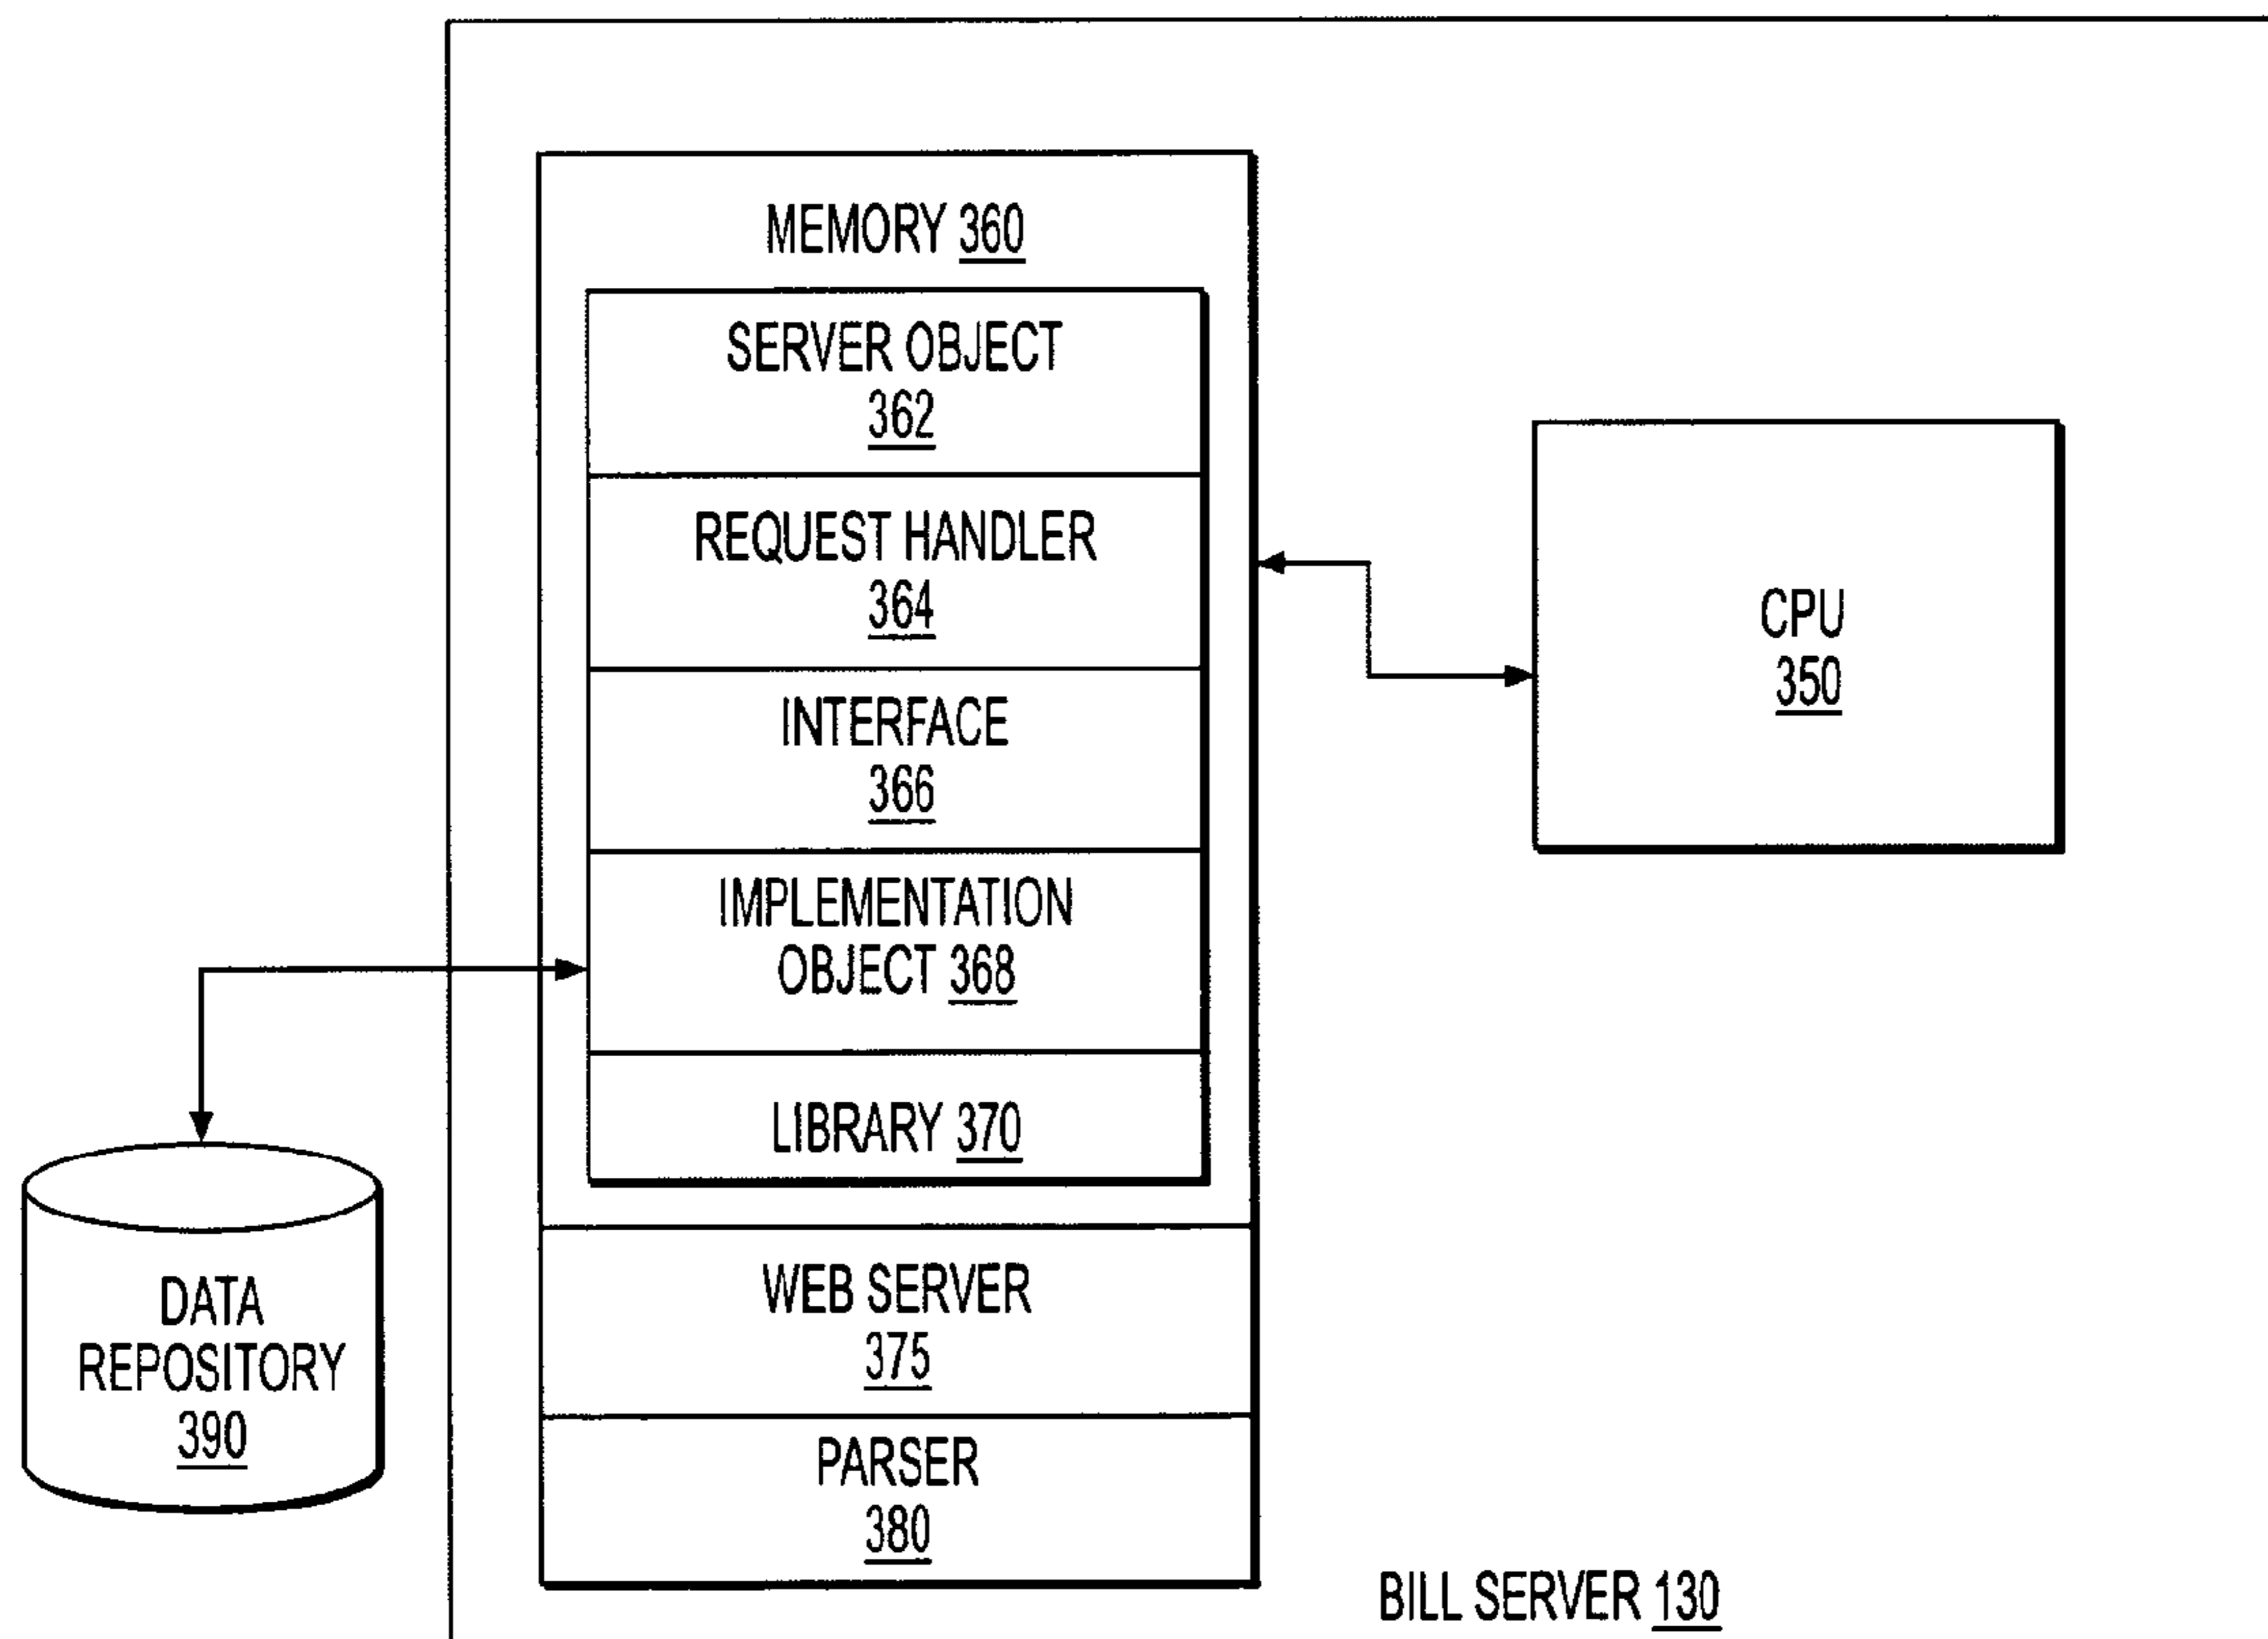 MEMORY 360
SERVER OBJECT
362
REQUEST HANDLER
364
INTERFACE
366
IMPLEMENTATION
OBJECT 368
LIBRARY 370
WEB SERVER
375
PARSER
380
CPU
350
DATA
REPOSITORY
390
BILL SERVER 130